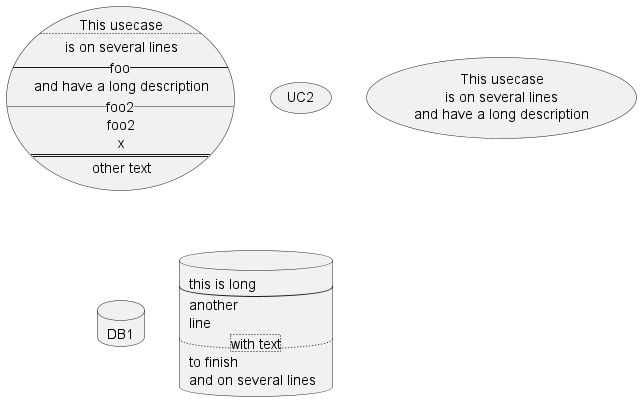 This usecase
is on several lines
foo
and have a long description
foo2
foo2
x
other text
UC2
This usecase
is on several lines
and have a long description
DB1
this is long
another
line
with text
to finish
and on several lines